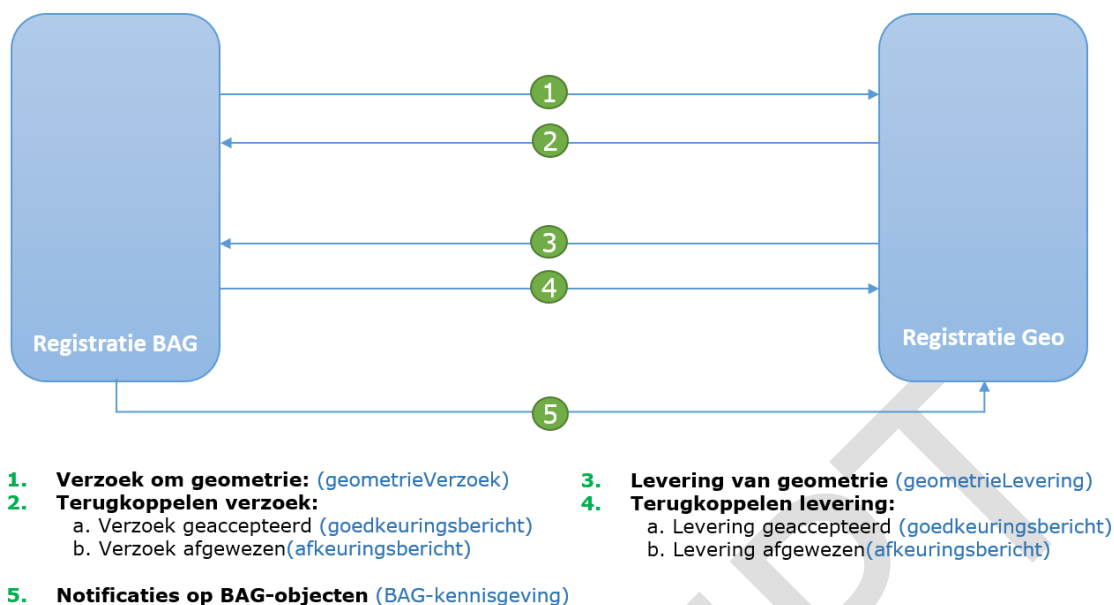 1
2
3
4
Registratie BAG
Registratie Geo
5
1. Verzoek om geometrie: (geometrieVerzoek)
2. Terugkoppelen verzoek:
a. Verzoek geaccepteerd (goedkeuringsbericht)
b. Verzoek afgewezen(afkeuringsbericht)
3. Levering van geometrie (geometrieLevering)
4. Terugkoppelen levering:
a. Levering geaccepteerd (goedkeuringsbericht)
b. Levering afgewezen(afkeuringsbericht)
5. Notificaties op BAG-objecten (BAG-kennisgeving)